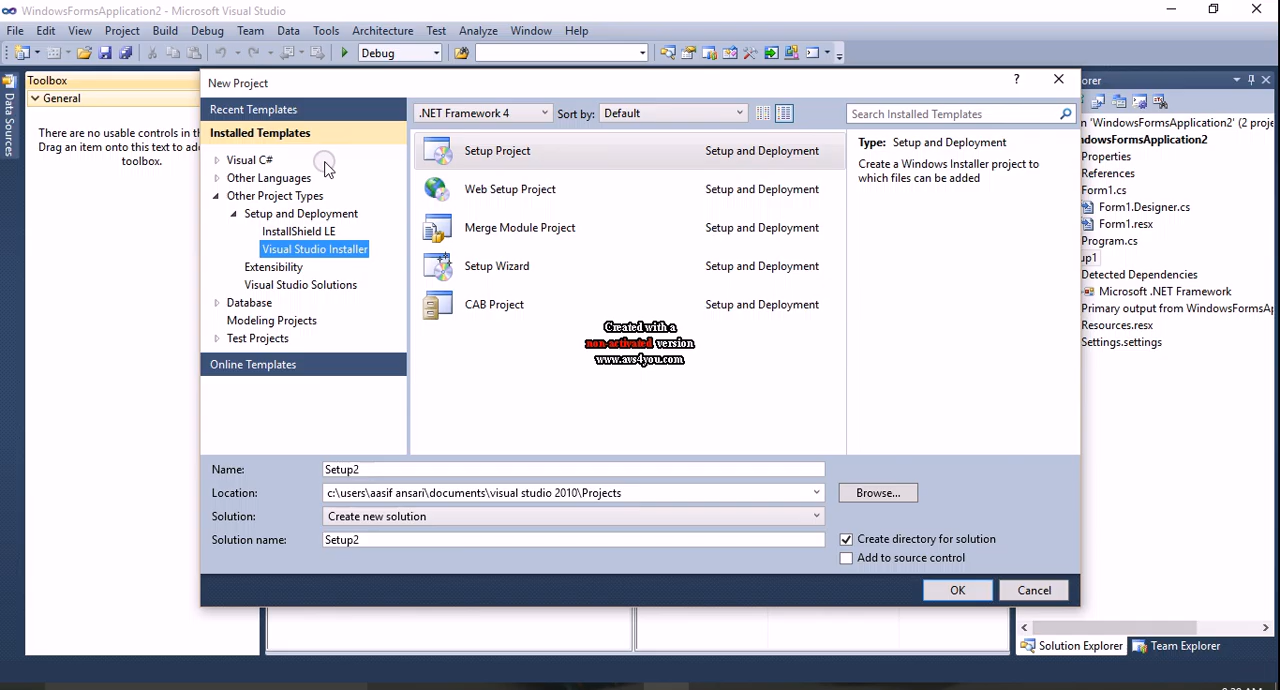 WindowsFormsApplication2 - Microsoft Visual Studio
File Edit View Project Build Debug Team Data Tools Architecture Test Analyze Window Help
Debug
Data Sources
Toolbox
General
There are no usable controls in th
Drag an item onto this text to add
toolbox.
New Project
?
Recent Templates
Installed Templates
Visual C#
Other Languages
Other Project Types
Setup and Deployment
InstallShield LE
Visual Studio Installer
Extensibility
Visual Studio Solutions
Database
Modeling Projects
Test Projects
Online Templates
.NET Framework 4 Sort by: Default
Setup Project Setup and Deployment
Web Setup Project Setup and Deployment
Merge Module Project Setup and Deployment
Setup Wizard Setup and Deployment
CAB Project Setup and Deployment
Created with a
non-activated version
www.avs4you.com
Search Installed Templates
Type: Setup and Deployment
Create a Windows Installer project to
which files can be added
Name: Setup2
Location: c:\users\aasif ansari\documents\visual studio 2010\Projects Browse...
Solution: Create new solution
Solution name: Setup2
Create directory for solution
Add to source control
OK Cancel
orer
n 'WindowsFormsApplication2' (2 proje
ndowsFormsApplication2
Properties
References
Form1.cs
Form1.Designer.cs
Form1.resx
Program.cs
up1
Detected Dependencies
Microsoft .NET Framework
Primary output from WindowsFormsA
Resources.resx
Settings.settings
Solution Explorer Team Explorer